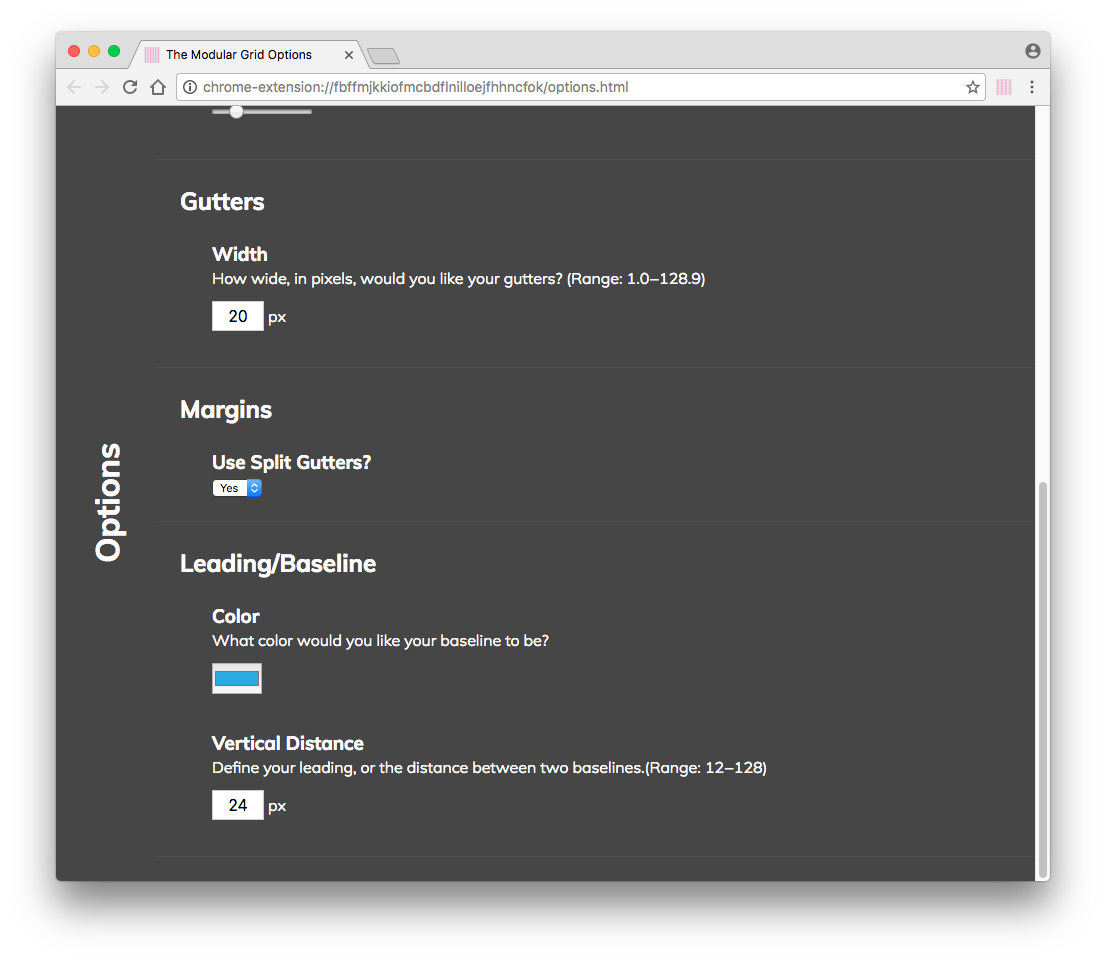 The Modular Grid Options
chrome-extension://fbffmjkkiofmcbdflnilloejfhhncfok/options.html
Options
Gutters
Width
How wide, in pixels, would you like your gutters? (Range: 1.0–128.9)
20 px
Margins
Use Split Gutters?
Yes
Leading/Baseline
Color
What color would you like your baseline to be?
Vertical Distance
Define your leading, or the distance between two baselines.(Range: 12–128)
24 px